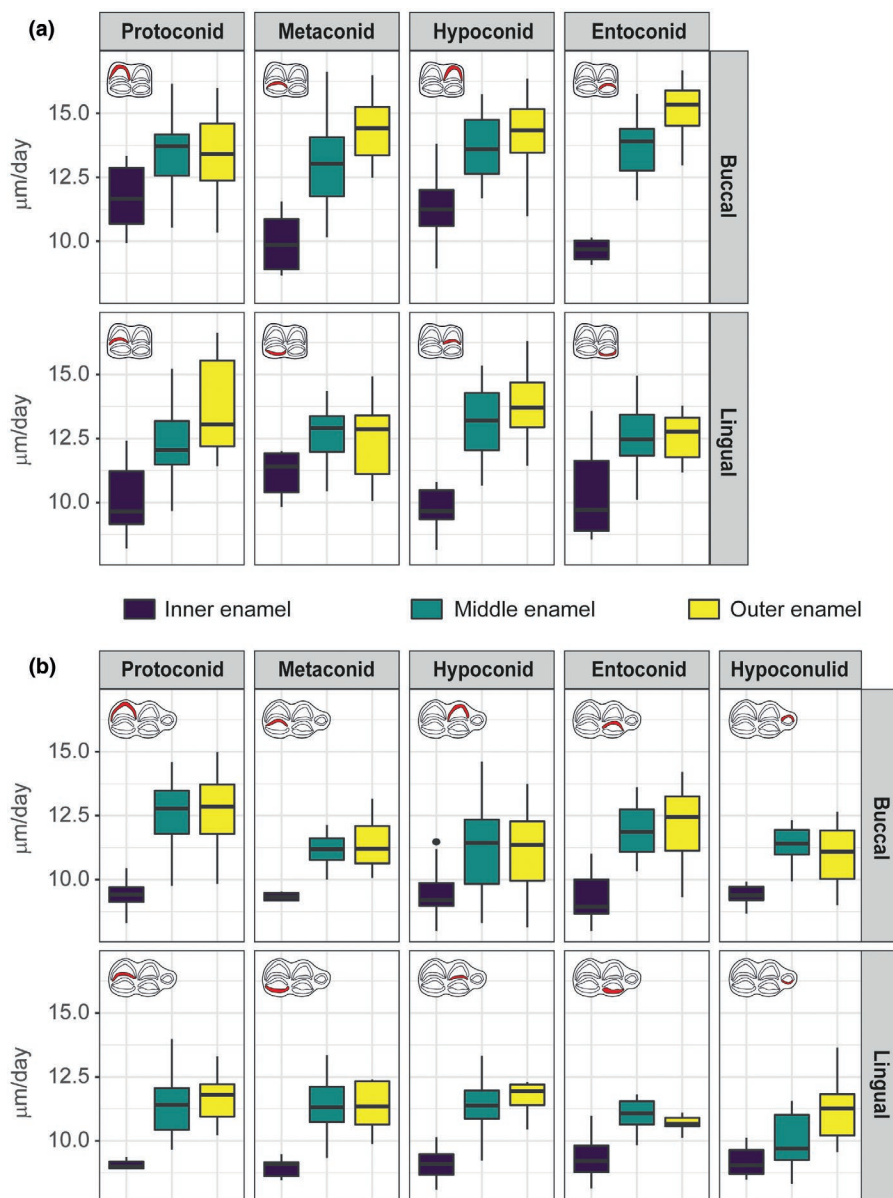 (a)
Protoconid Metaconid Hypoconid Entoconid
15.0
12.5
10.0
μm/day
Buccal
15.0
12.5
10.0
μm/day
Lingual
Inner enamel Middle enamel Outer enamel
(b)
Protoconid Metaconid Hypoconid Entoconid Hypoconulid
15.0
12.5
10.0
μm/day
Buccal
15.0
12.5
10.0
μm/day
Lingual